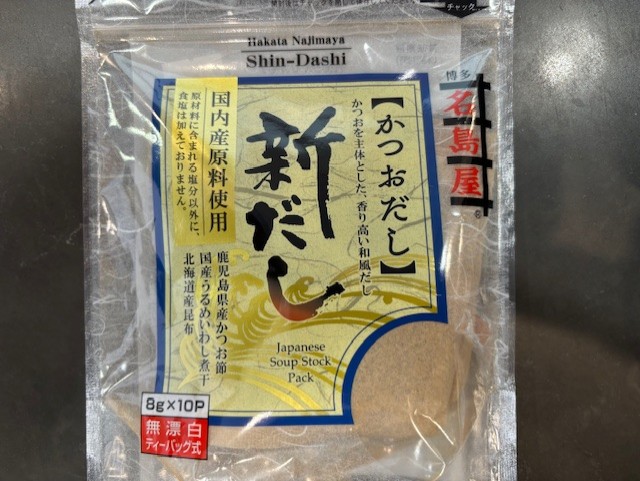 チャック
Hakata Najimaya
Shin-Dashi
博多
名島屋
®
【かつおだし】
かつおを主体とした、香り高い和風だし
新だし
国内産原料使用
原材料に含まれる塩分以外に、
食塩は加えておりません。
鹿児島県産かつお節
国産うるめいわし煮干
北海道産昆布
Japanese
Soup Stock
Pack
8g×10P
無漂白
ティーバッグ式